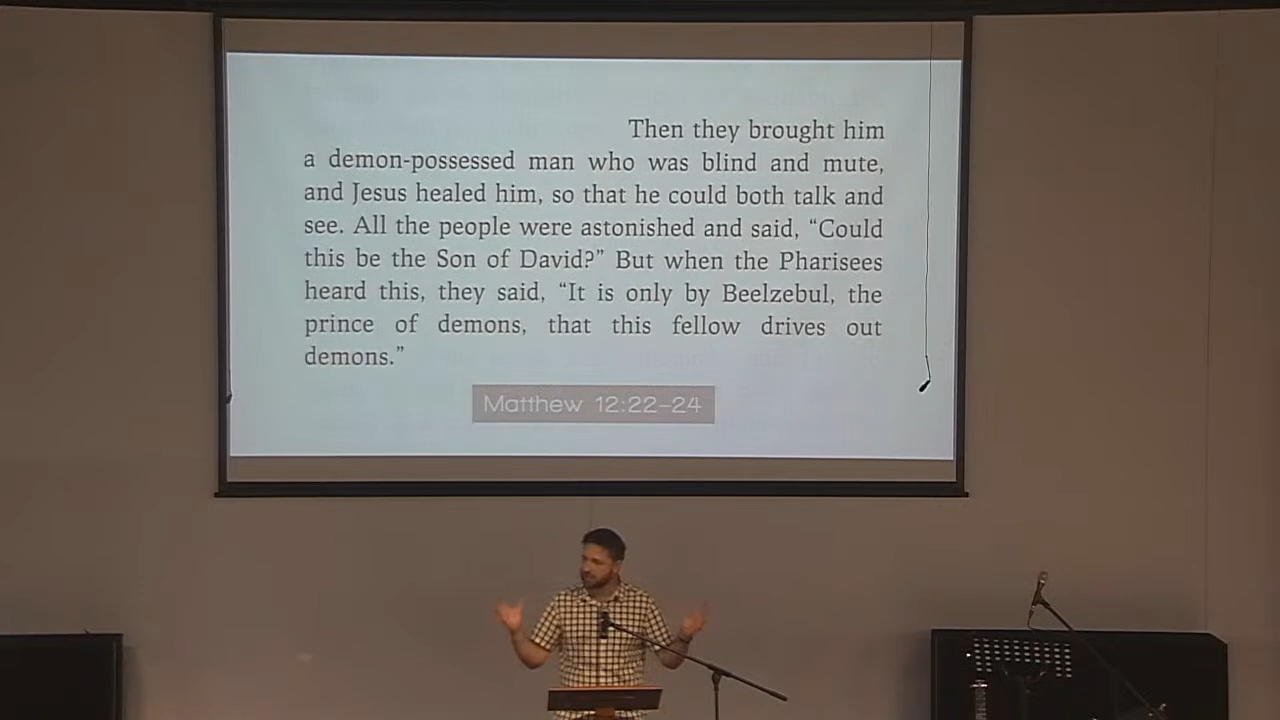 Then they brought him
a demon-possessed man who was blind and mute,
and Jesus healed him, so that he could both talk and
see. All the people were astonished and said, “Could
this be the Son of David?” But when the Pharisees
heard this, they said, “It is only by Beelzebul, the
prince of demons, that this fellow drives out
demons.”
Matthew 12:22–24